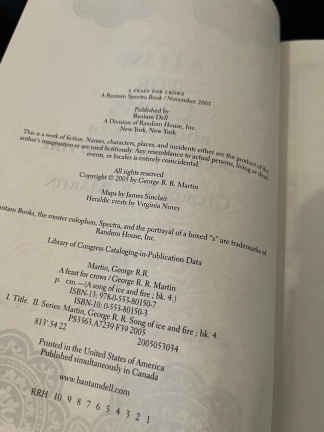 A FEAST FOR CROWS
A Bantam Spectra Book / November 2005
Published by
Bantam Dell
A Division of Random House, Inc.
New York, New York
This is a work of fiction. Names, characters, places, and incidents either are the product of the
author's imagination or are used fictitiously. Any resemblance to actual persons, living or dead,
events, or locales is entirely coincidental.
All rights reserved
Copyright © 2005 by George R. R. Martin
Maps by James Sinclair
Heraldic crests by Virginia Norey
Bantam Books, the rooster colophon, Spectra, and the portrayal of a boxed "s" are trademarks of
Random House, Inc.
Library of Congress Cataloging-in-Publication Data
Martin, George R.R.
A feast for crows / George R. R. Martin
p. cm.—(A song of ice and fire ; bk. 4.)
ISBN-13: 978-0-553-80150-7
ISBN-10: 0-553-80150-3
I. Title. II. Series: Martin, George R. R. Song of ice and fire ; bk. 4.
PS3563.A7239 F39 2005
813'.54 22
2005053034
Printed in the United States of America
Published simultaneously in Canada
www.bantamdell.com
RRH 10 9 8 7 6 5 4 3 2 1